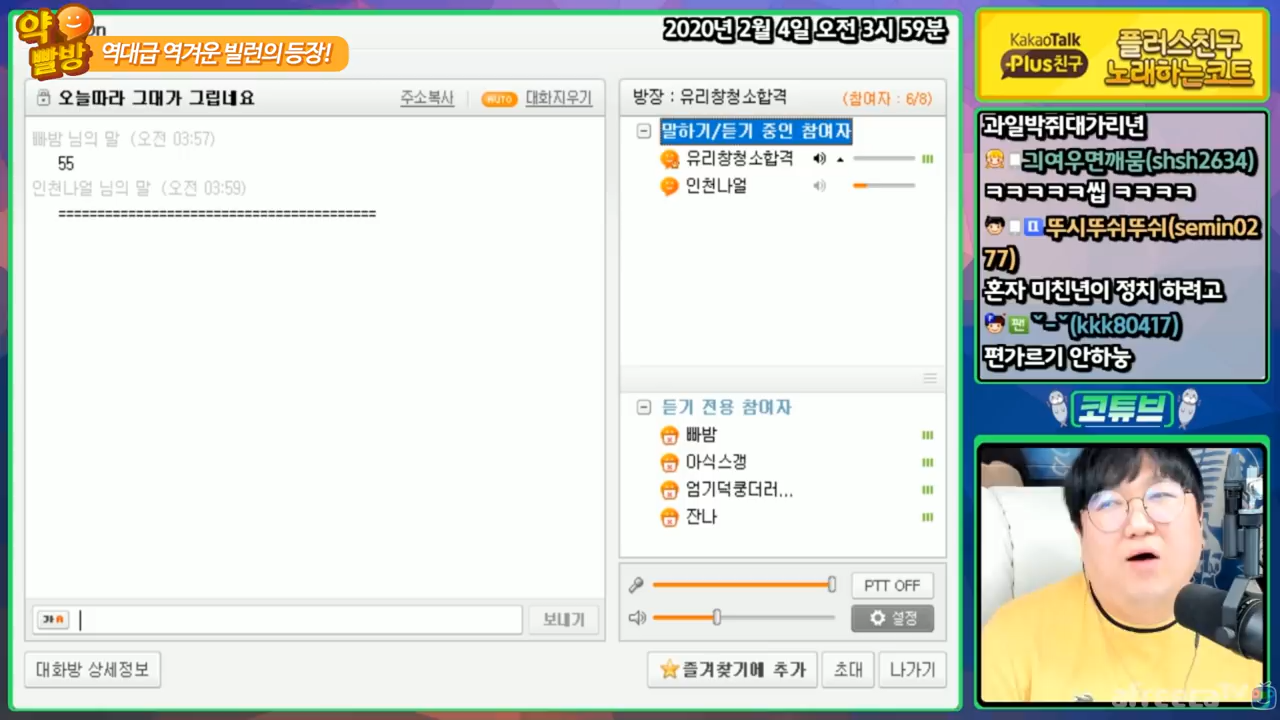 약빨방
역대급 역겨운 빌런의 등장!
2020년 2월 4일 오전 3시 59분
오늘따라 그대가 그립네요
주소복사
AUTO 대화지우기
빠밤 님의 말 (오전 03:57)
55
인천나얼 님의 말 (오전 03:59)
=========================================
가A
보내기
대화방 상세정보
방장 : 유리창청소합격 (참여자 : 6/8)
말하기/듣기 중인 참여자
유리창청소합격
인천나얼
듣기 전용 참여자
빠밤
아식스갱
엄기덕쿵더러...
잔나
PTT OFF
설정
즐겨찾기에 추가
초대
나가기
KakaoTalk
Plus친구
플러스친구
노래하는코트
과일박쥐대가리년
긔여우면깨뭄(shsh2634)
ㅋㅋㅋㅋㅋ씹 ㅋㅋㅋㅋ
뚜시뚜쉬뚜쉬(semin02
77)
혼자 미친년이 정치 하려고
팬! ˘-˘(kkk80417)
편가르기 안하눙
코튜브
afreecaTV